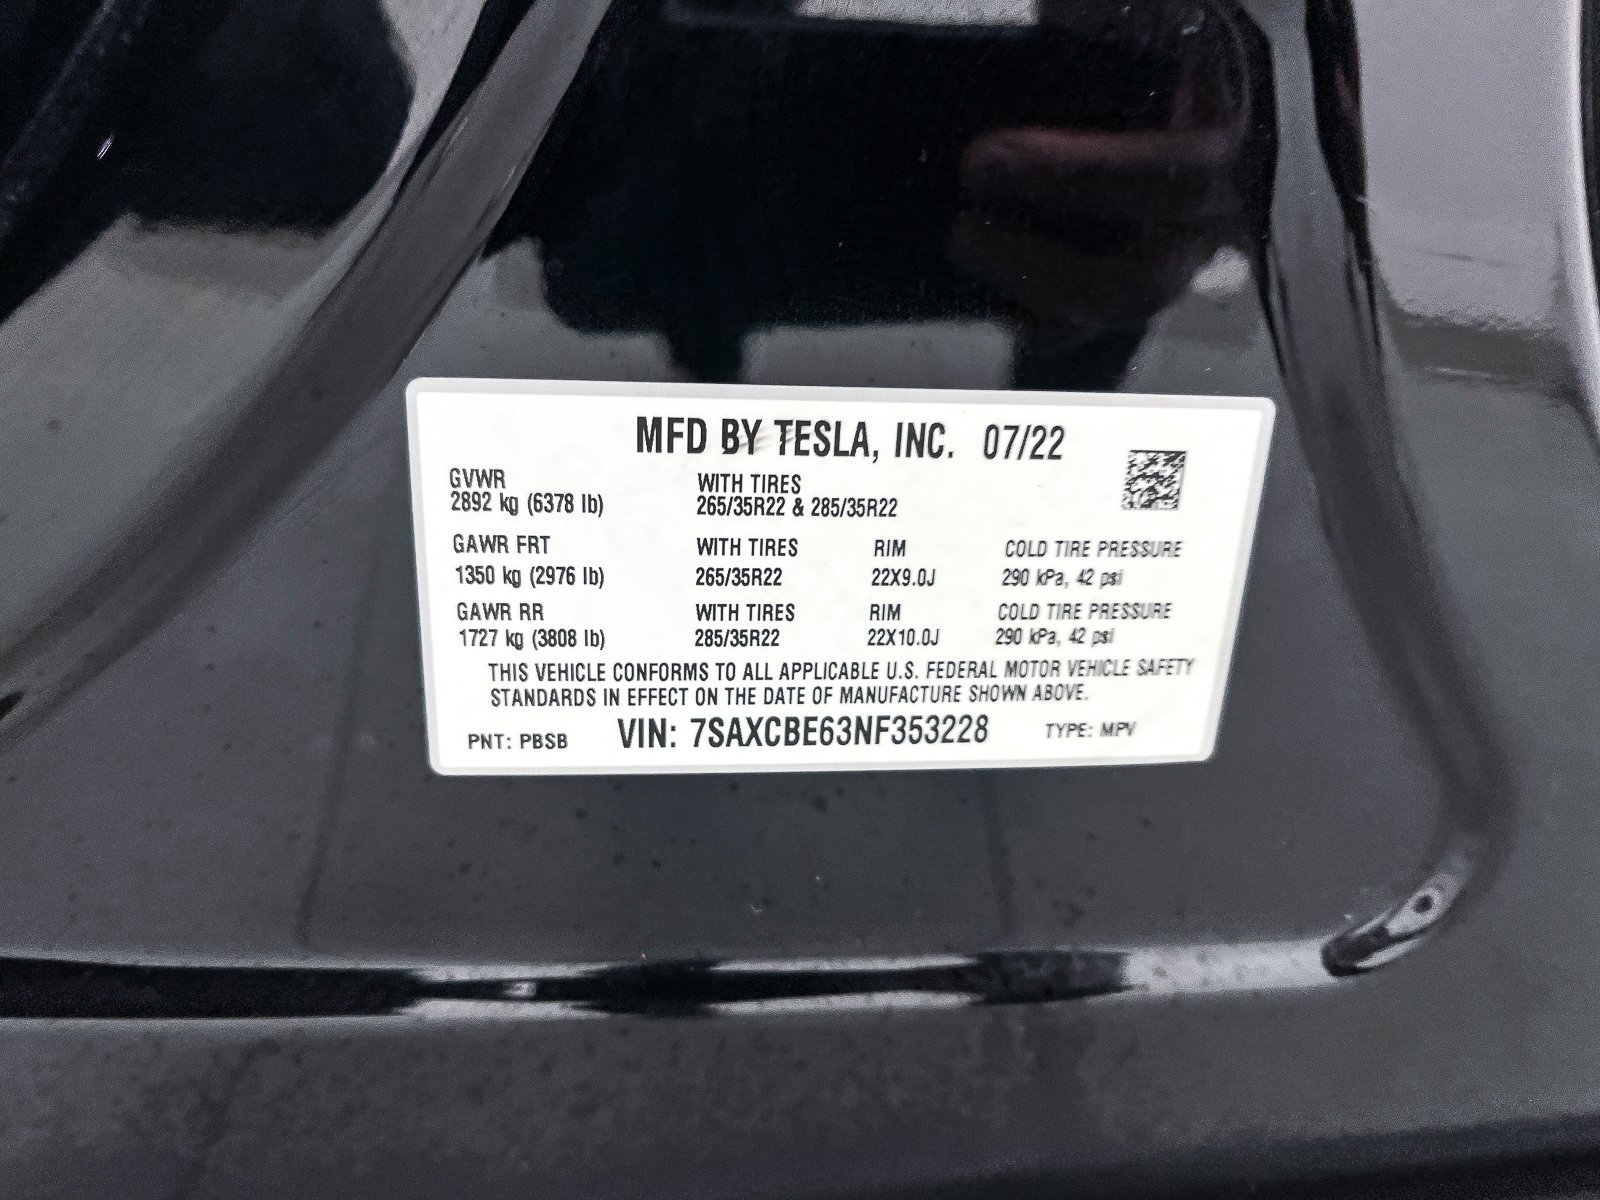 MFD BY TESLA, INC. 07/22
GVWR WITH TIRES
2892 kg (6378 lb) 265/35R22 & 285/35R22
GAWR FRT WITH TIRES RIM COLD TIRE PRESSURE
1350 kg (2976 lb) 265/35R22 22X9.0J 290 kPa, 42 psi
GAWR RR WITH TIRES RIM COLD TIRE PRESSURE
1727 kg (3808 lb) 285/35R22 22X10.0J 290 kPa, 42 psi
THIS VEHICLE CONFORMS TO ALL APPLICABLE U.S. FEDERAL MOTOR VEHICLE SAFETY
STANDARDS IN EFFECT ON THE DATE OF MANUFACTURE SHOWN ABOVE.
PNT: PBSB VIN: 7SAXCBE63NF353228 TYPE: MPV